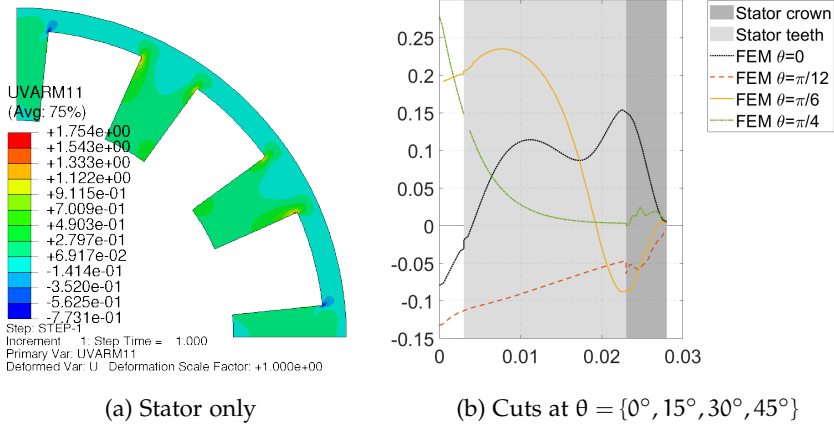 UVARM11
(Avg: 75%)
+1.754e+00
+1.543e+00
+1.333e+00
+1.122e+00
+9.115e-01
+7.009e-01
+4.903e-01
+2.797e-01
+6.917e-02
-1.414e-01
-3.520e-01
-5.625e-01
-7.731e-01
Step: STEP-1
Increment 1: Step Time = 1.000
Primary Var: UVARM11
Deformed Var: U Deformation Scale Factor: +1.000e+00
(a) Stator only
0.25
0.2
0.15
0.1
0.05
0
-0.05
-0.1
-0.15
0 0.01 0.02 0.03
Stator crown
Stator teeth
FEM θ=0
FEM θ=π/12
FEM θ=π/6
FEM θ=π/4
(b) Cuts at θ = {0°, 15°, 30°, 45°}